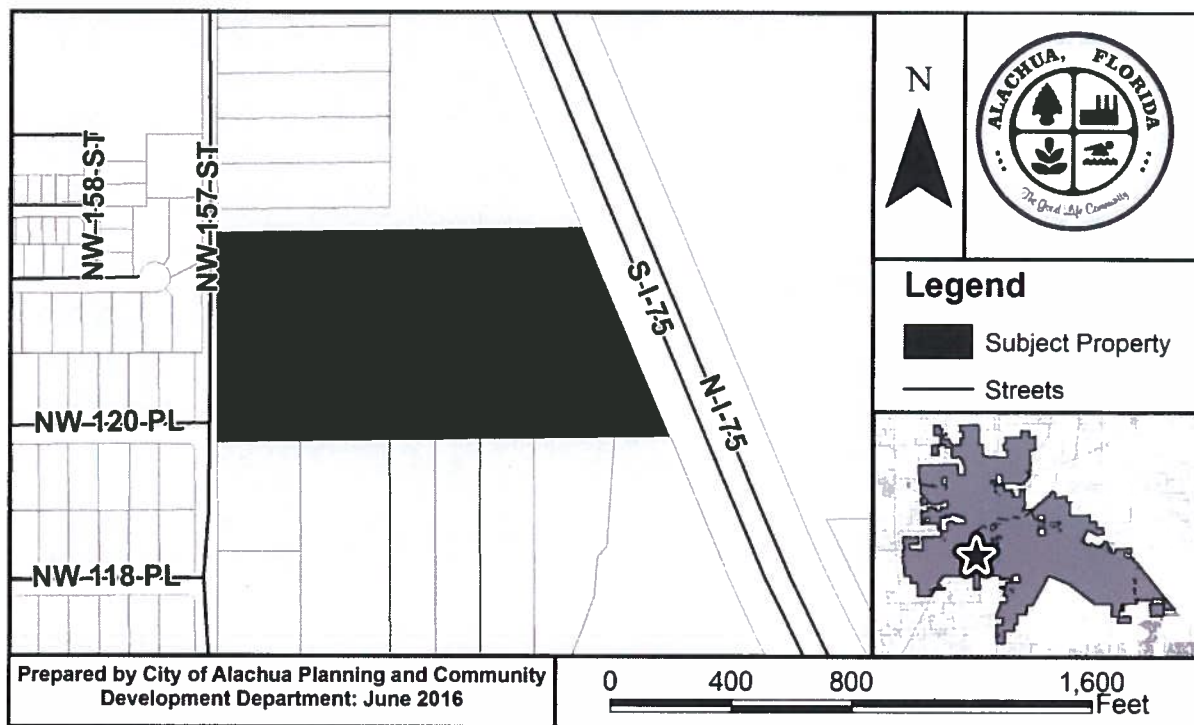 NW-158-ST
NW-157-ST
NW-120-PL
NW-118-PL
S-I-75
N-I-75
N
ALACHUA, FLORIDA
The Good Life Community
Legend
Subject Property
Streets
Prepared by City of Alachua Planning and Community
Development Department: June 2016
0 400 800 1,600
Feet